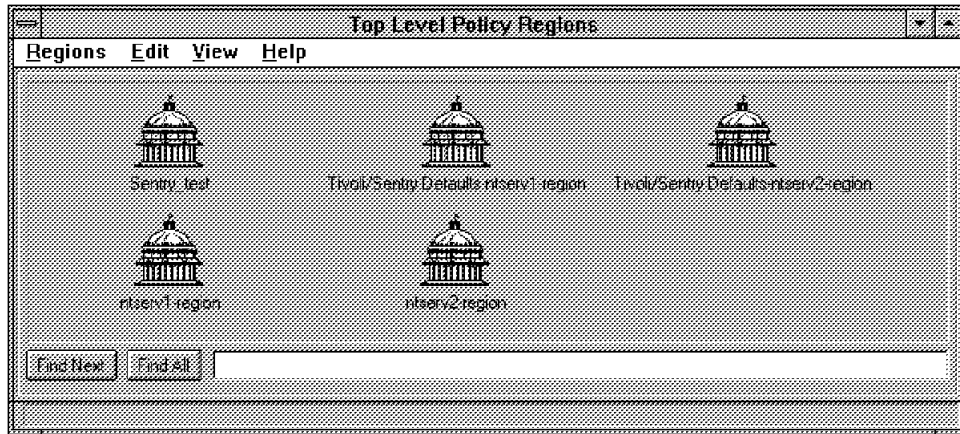 Top Level Policy Regions
Regions Edit View Help
Sentry_test Tivoli/Sentry Defaults-ntserv1-region Tivoli/Sentry Defaults-ntserv2-region
ntserv1-region ntserv2-region
Find Next Find All